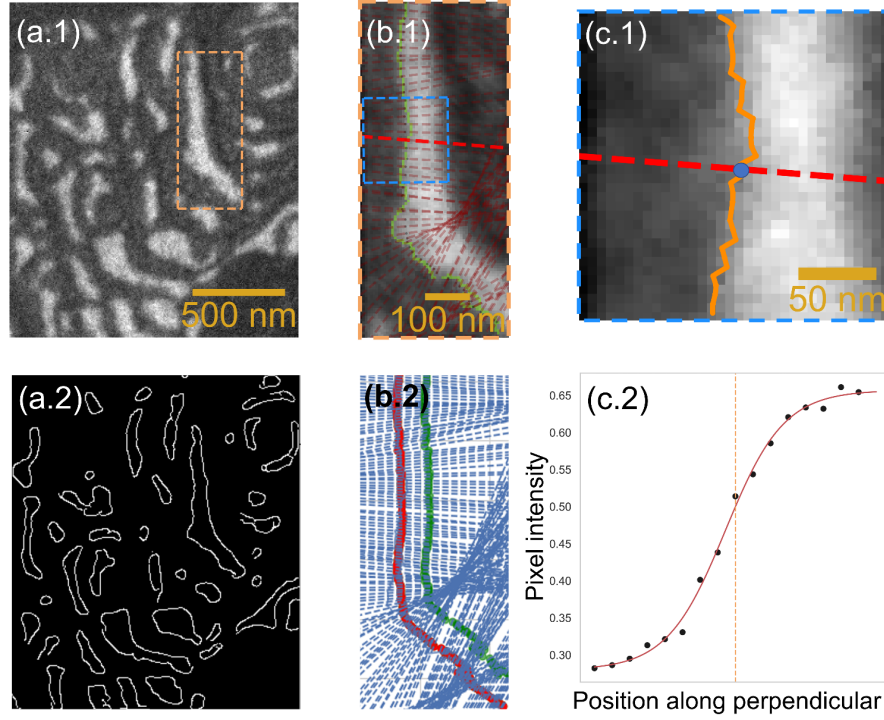 (a.1)
500 nm
(b.1)
100 nm
(c.1)
50 nm
(a.2)
(b.2)
(c.2)
0.65
0.60
0.55
0.50
0.45
0.40
0.35
0.30
Pixel intensity
Position along perpendicular